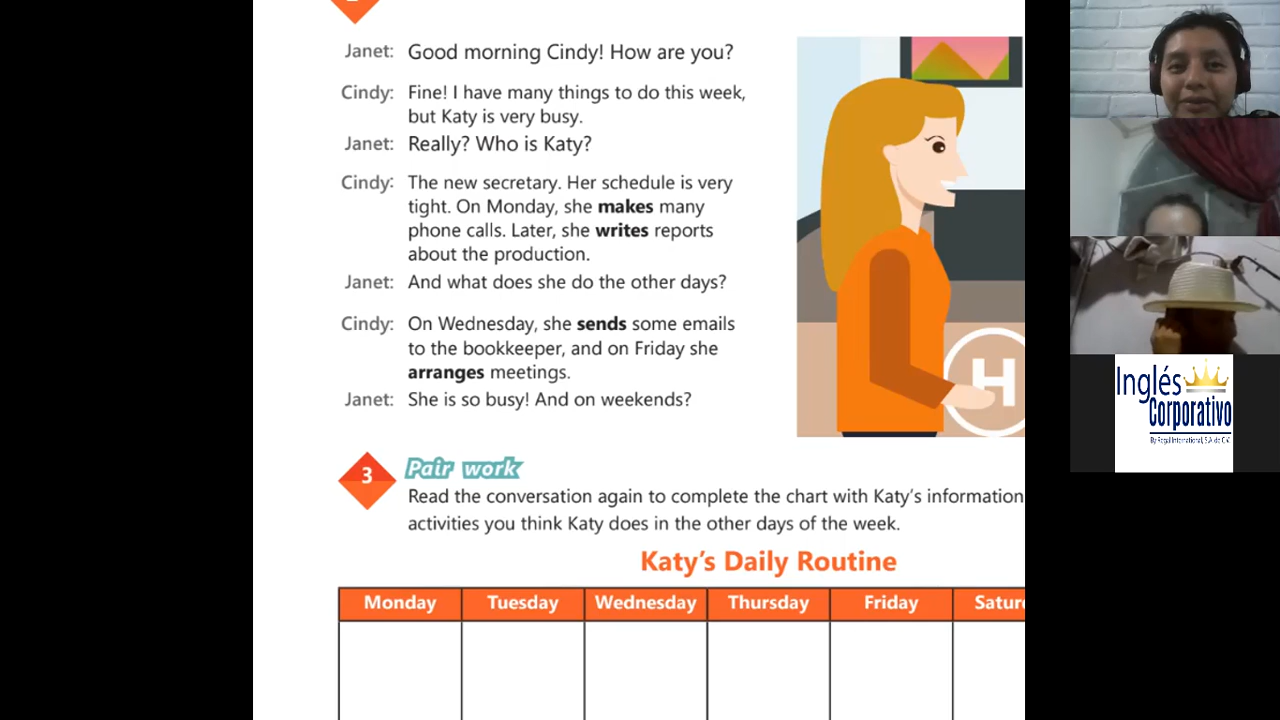 Janet: Good morning Cindy! How are you?
Cindy: Fine! I have many things to do this week,
but Katy is very busy.
Janet: Really? Who is Katy?
Cindy: The new secretary. Her schedule is very
tight. On Monday, she makes many
phone calls. Later, she writes reports
about the production.
Janet: And what does she do the other days?
Cindy: On Wednesday, she sends some emails
to the bookkeeper, and on Friday she
arranges meetings.
Janet: She is so busy! And on weekends?
H
3 Pair work
Read the conversation again to complete the chart with Katy's information
activities you think Katy does in the other days of the week.
Katy's Daily Routine
Monday Tuesday Wednesday Thursday Friday Satur
Inglés
Corporativo
By Regal International, S.A. de C.V.